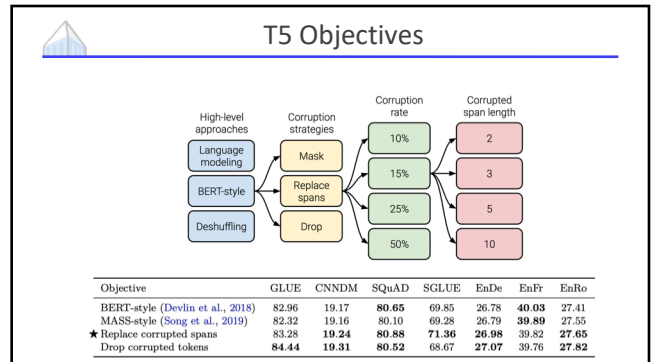 T5 Objectives
High-level
approaches
Corruption
strategies
Corruption
rate
Corrupted
span length
Language
modeling
BERT-style
Deshuffling
Mask
Replace
spans
Drop
10%
15%
25%
50%
2
3
5
10
Objective GLUE CNNDM SQuAD SGLUE EnDe EnFr EnRo
BERT-style (Devlin et al., 2018) 82.96 19.17 80.65 69.85 26.78 40.03 27.41
MASS-style (Song et al., 2019) 82.32 19.16 80.10 69.28 26.79 39.89 27.55
★ Replace corrupted spans 83.28 19.24 80.88 71.36 26.98 39.82 27.65
Drop corrupted tokens 84.44 19.31 80.52 68.67 27.07 39.76 27.82